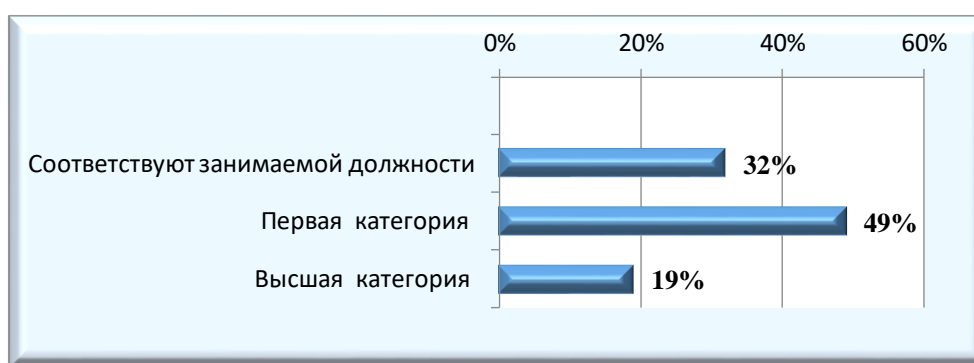 0% 20% 40% 60%
Соответствуют занимаемой должности 32%
Первая категория 49%
Высшая категория 19%